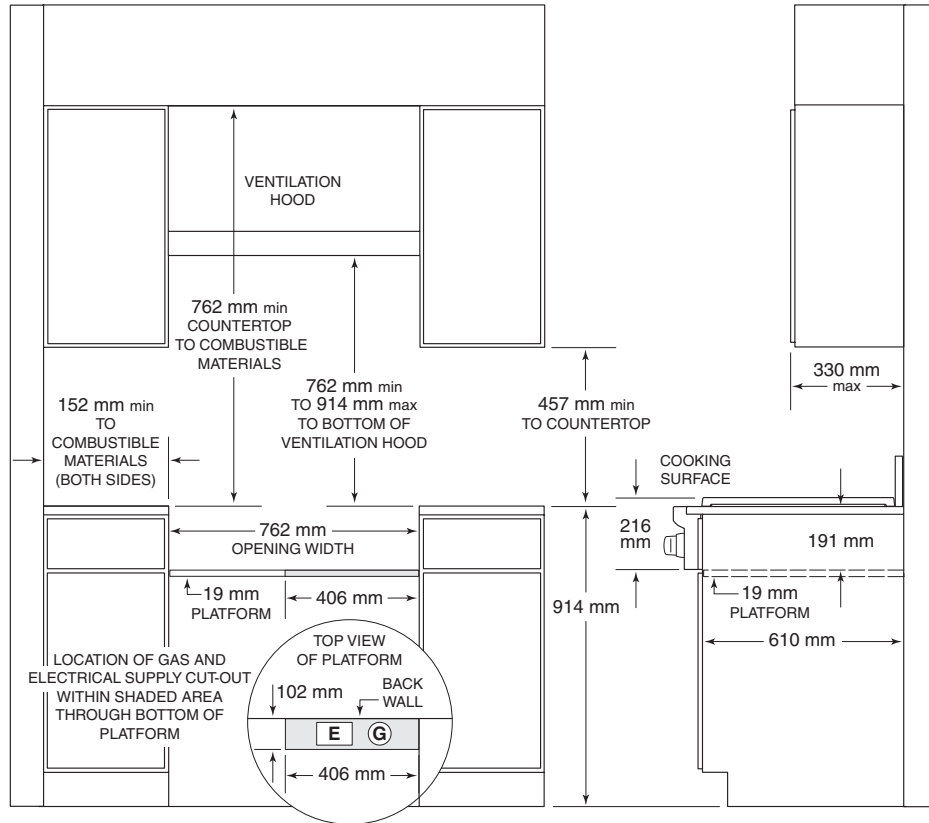 VENTILATION
HOOD
762 mm min
COUNTERTOP
TO COMBUSTIBLE
MATERIALS
762 mm min
TO 914 mm max
TO BOTTOM OF
VENTILATION HOOD
152 mm min
TO
COMBUSTIBLE
MATERIALS
(BOTH SIDES)
457 mm min
TO COUNTERTOP
330 mm
max
COOKING
SURFACE
762 mm
OPENING WIDTH
216
mm
191 mm
19 mm
PLATFORM
406 mm
914 mm
19 mm
PLATFORM
610 mm
LOCATION OF GAS AND
ELECTRICAL SUPPLY CUT-OUT
WITHIN SHADED AREA
THROUGH BOTTOM OF
PLATFORM
TOP VIEW
OF PLATFORM
102 mm
BACK
WALL
E G
406 mm